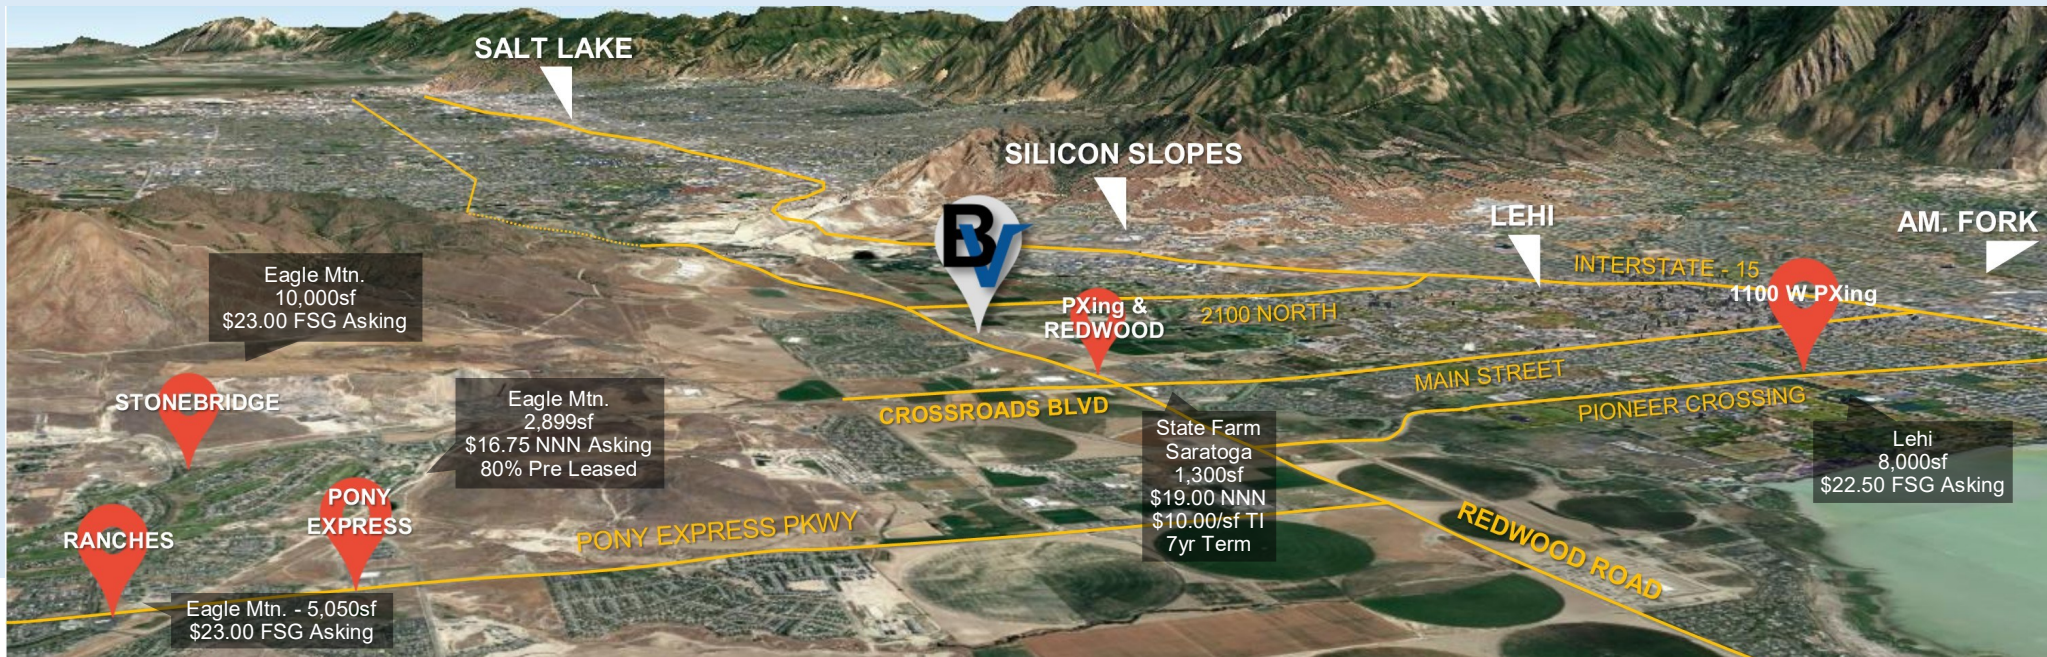 SALT LAKE
SILICON SLOPES
LEHI
AM. FORK
BV
INTERSTATE - 15
1100 W PXing
Eagle Mtn.
10,000sf
$23.00 FSG Asking
PXing &
REDWOOD
2100 NORTH
STONEBRIDGE
Eagle Mtn.
2,899sf
$16.75 NNN Asking
80% Pre Leased
CROSSROADS BLVD
MAIN STREET
PIONEER CROSSING
State Farm
Saratoga
1,300sf
$19.00 NNN
$10.00/sf TI
7yr Term
Lehi
8,000sf
$22.50 FSG Asking
RANCHES
PONY
EXPRESS
PONY EXPRESS PKWY
REDWOOD ROAD
Eagle Mtn. - 5,050sf
$23.00 FSG Asking